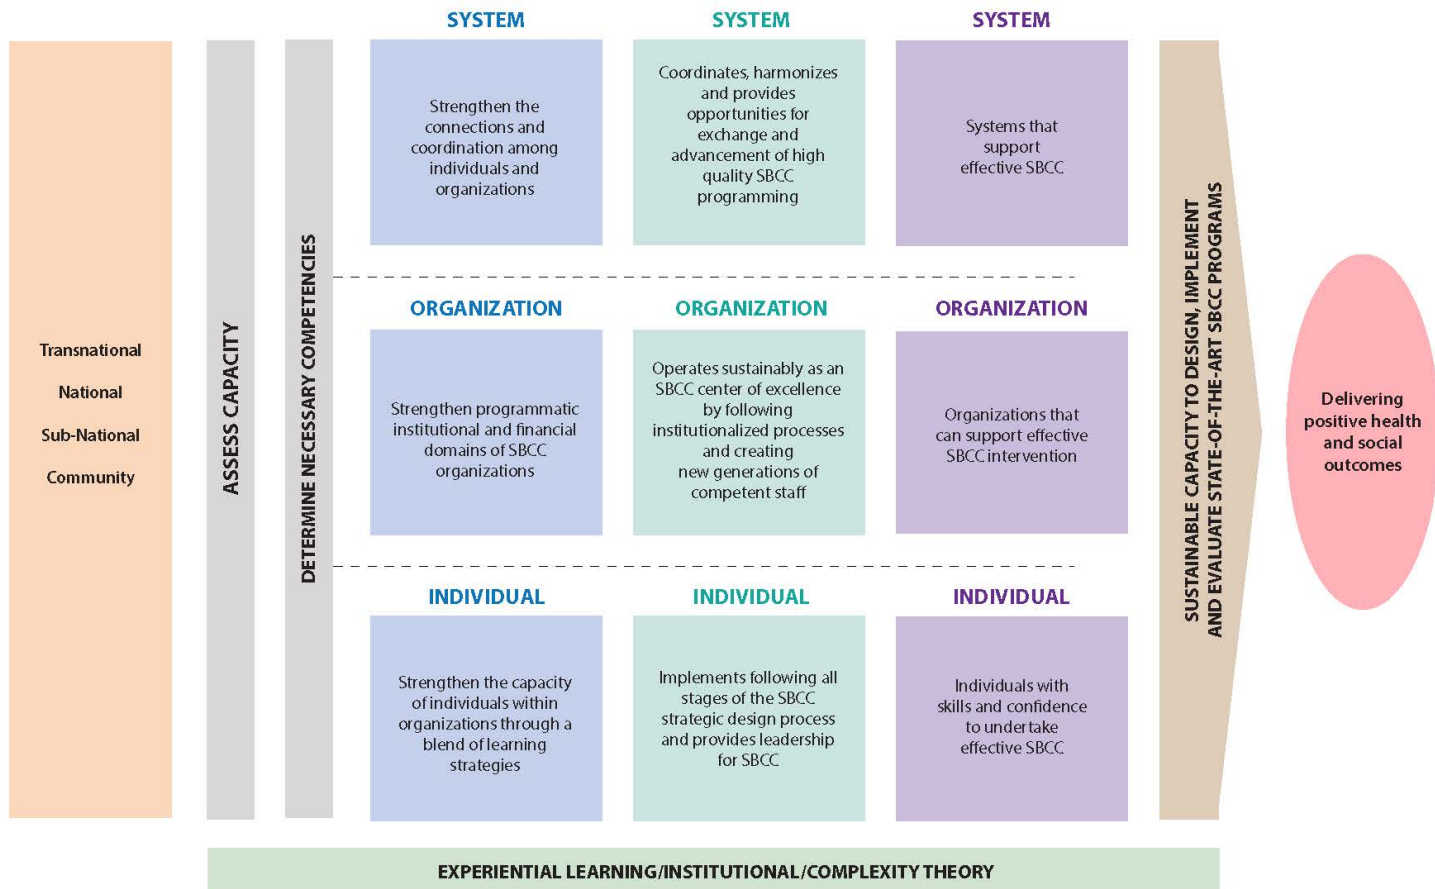 Transnational
National
Sub-National
Community
ASSESS CAPACITY
DETERMINE NECESSARY COMPETENCIES
SYSTEM
Strengthen the
connections and
coordination among
individuals and
organizations
SYSTEM
Coordinates, harmonizes
and provides
opportunities for
exchange and
advancement of high
quality SBCC
programming
SYSTEM
Systems that
support
effective SBCC
ORGANIZATION
Strengthen programmatic
institutional and financial
domains of SBCC
organizations
ORGANIZATION
Operates sustainably as an
SBCC center of excellence
by following
institutionalized processes
and creating
new generations of
competent staff
ORGANIZATION
Organizations that
can support effective
SBCC intervention
INDIVIDUAL
Strengthen the capacity
of individuals within
organizations through a
blend of learning
strategies
INDIVIDUAL
Implements following all
stages of the SBCC
strategic design process
and provides leadership
for SBCC
INDIVIDUAL
Individuals with
skills and confidence
to undertake
effective SBCC
SUSTAINABLE CAPACITY TO DESIGN, IMPLEMENT
AND EVALUATE STATE-OF-THE-ART SBCC PROGRAMS
Delivering
positive health
and social
outcomes
EXPERIENTIAL LEARNING/INSTITUTIONAL/COMPLEXITY THEORY